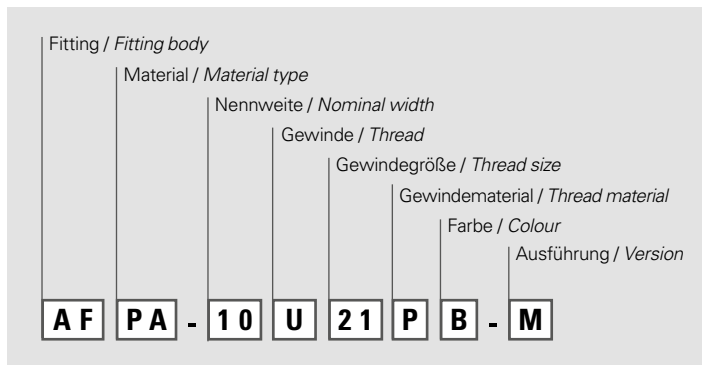 Fitting / Fitting body
Material / Material type
Nennweite / Nominal width
Gewinde / Thread
Gewindegröße / Thread size
Gewindematerial / Thread material
Farbe / Colour
Ausführung / Version
AF PA - 10 U 21 P B - M